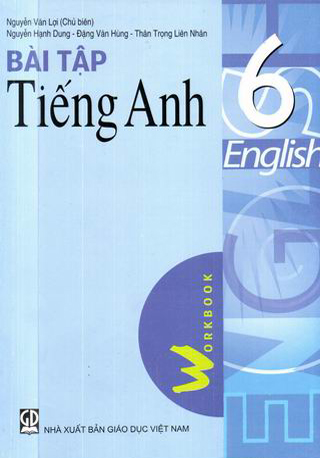 Nguyễn Văn Lợi (Chủ biên)
Nguyễn Hạnh Dung - Đặng Văn Hùng - Thân Trọng Liên Nhân
BÀI TẬP
Tiếng Anh 6
English
WORKBOOK
ENGLISH
NHÀ XUẤT BẢN GIÁO DỤC VIỆT NAM